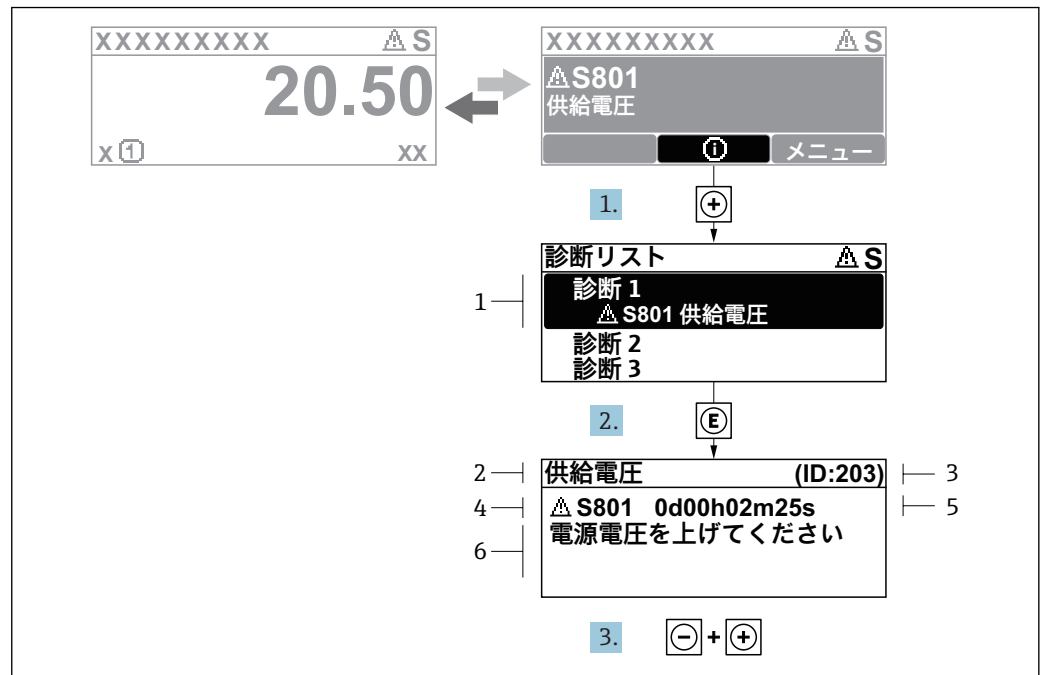 XXXXXXXXX ⚠ S
20.50
x ① xx
XXXXXXXXX ⚠ S
⚠S801
供給電圧
ⓘ メニュー
1. ⊕
診断リスト ⚠ S
1
診断 1
⚠ S801 供給電圧
診断 2
診断 3
2. Ⓔ
2 供給電圧 (ID:203) 3
4 ⚠ S801 0d00h02m25s 5
6 電源電圧を上げてください
3. ⊖ + ⊕